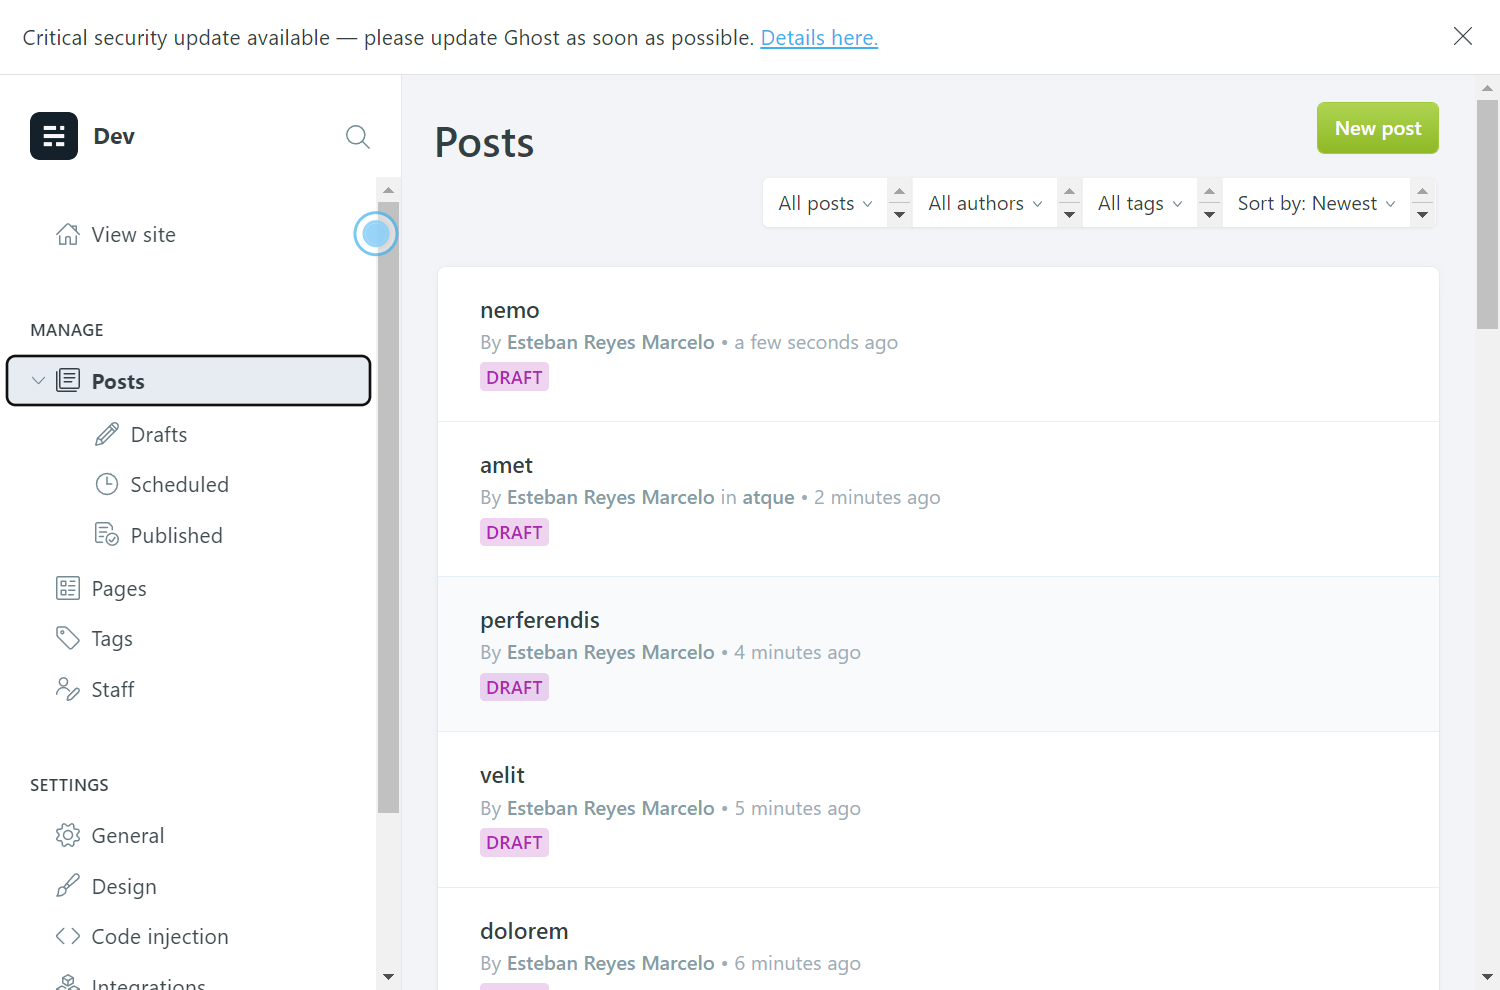 Critical security update available — please update Ghost as soon as possible. Details here.
Dev
View site
MANAGE
Posts
Drafts
Scheduled
Published
Pages
Tags
Staff
SETTINGS
General
Design
Code injection
Integrations
Posts
New post
All posts
All authors
All tags
Sort by: Newest
nemo
By Esteban Reyes Marcelo • a few seconds ago
DRAFT
amet
By Esteban Reyes Marcelo in atque • 2 minutes ago
DRAFT
perferendis
By Esteban Reyes Marcelo • 4 minutes ago
DRAFT
velit
By Esteban Reyes Marcelo • 5 minutes ago
DRAFT
dolorem
By Esteban Reyes Marcelo • 6 minutes ago